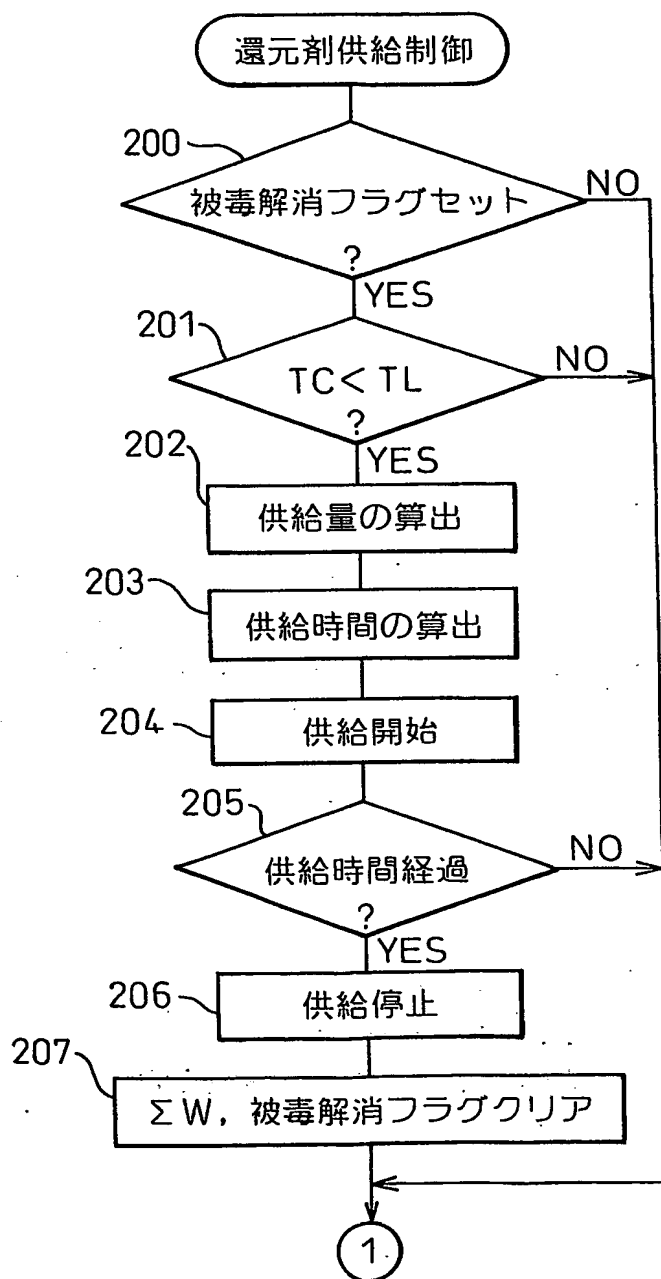 還元剤供給制御
200
被毒解消フラグセット
?
NO
YES
201
TC<TL
?
NO
YES
202
供給量の算出
203
供給時間の算出
204
供給開始
205
供給時間経過
?
NO
YES
206
供給停止
207
ΣW, 被毒解消フラグクリア
1